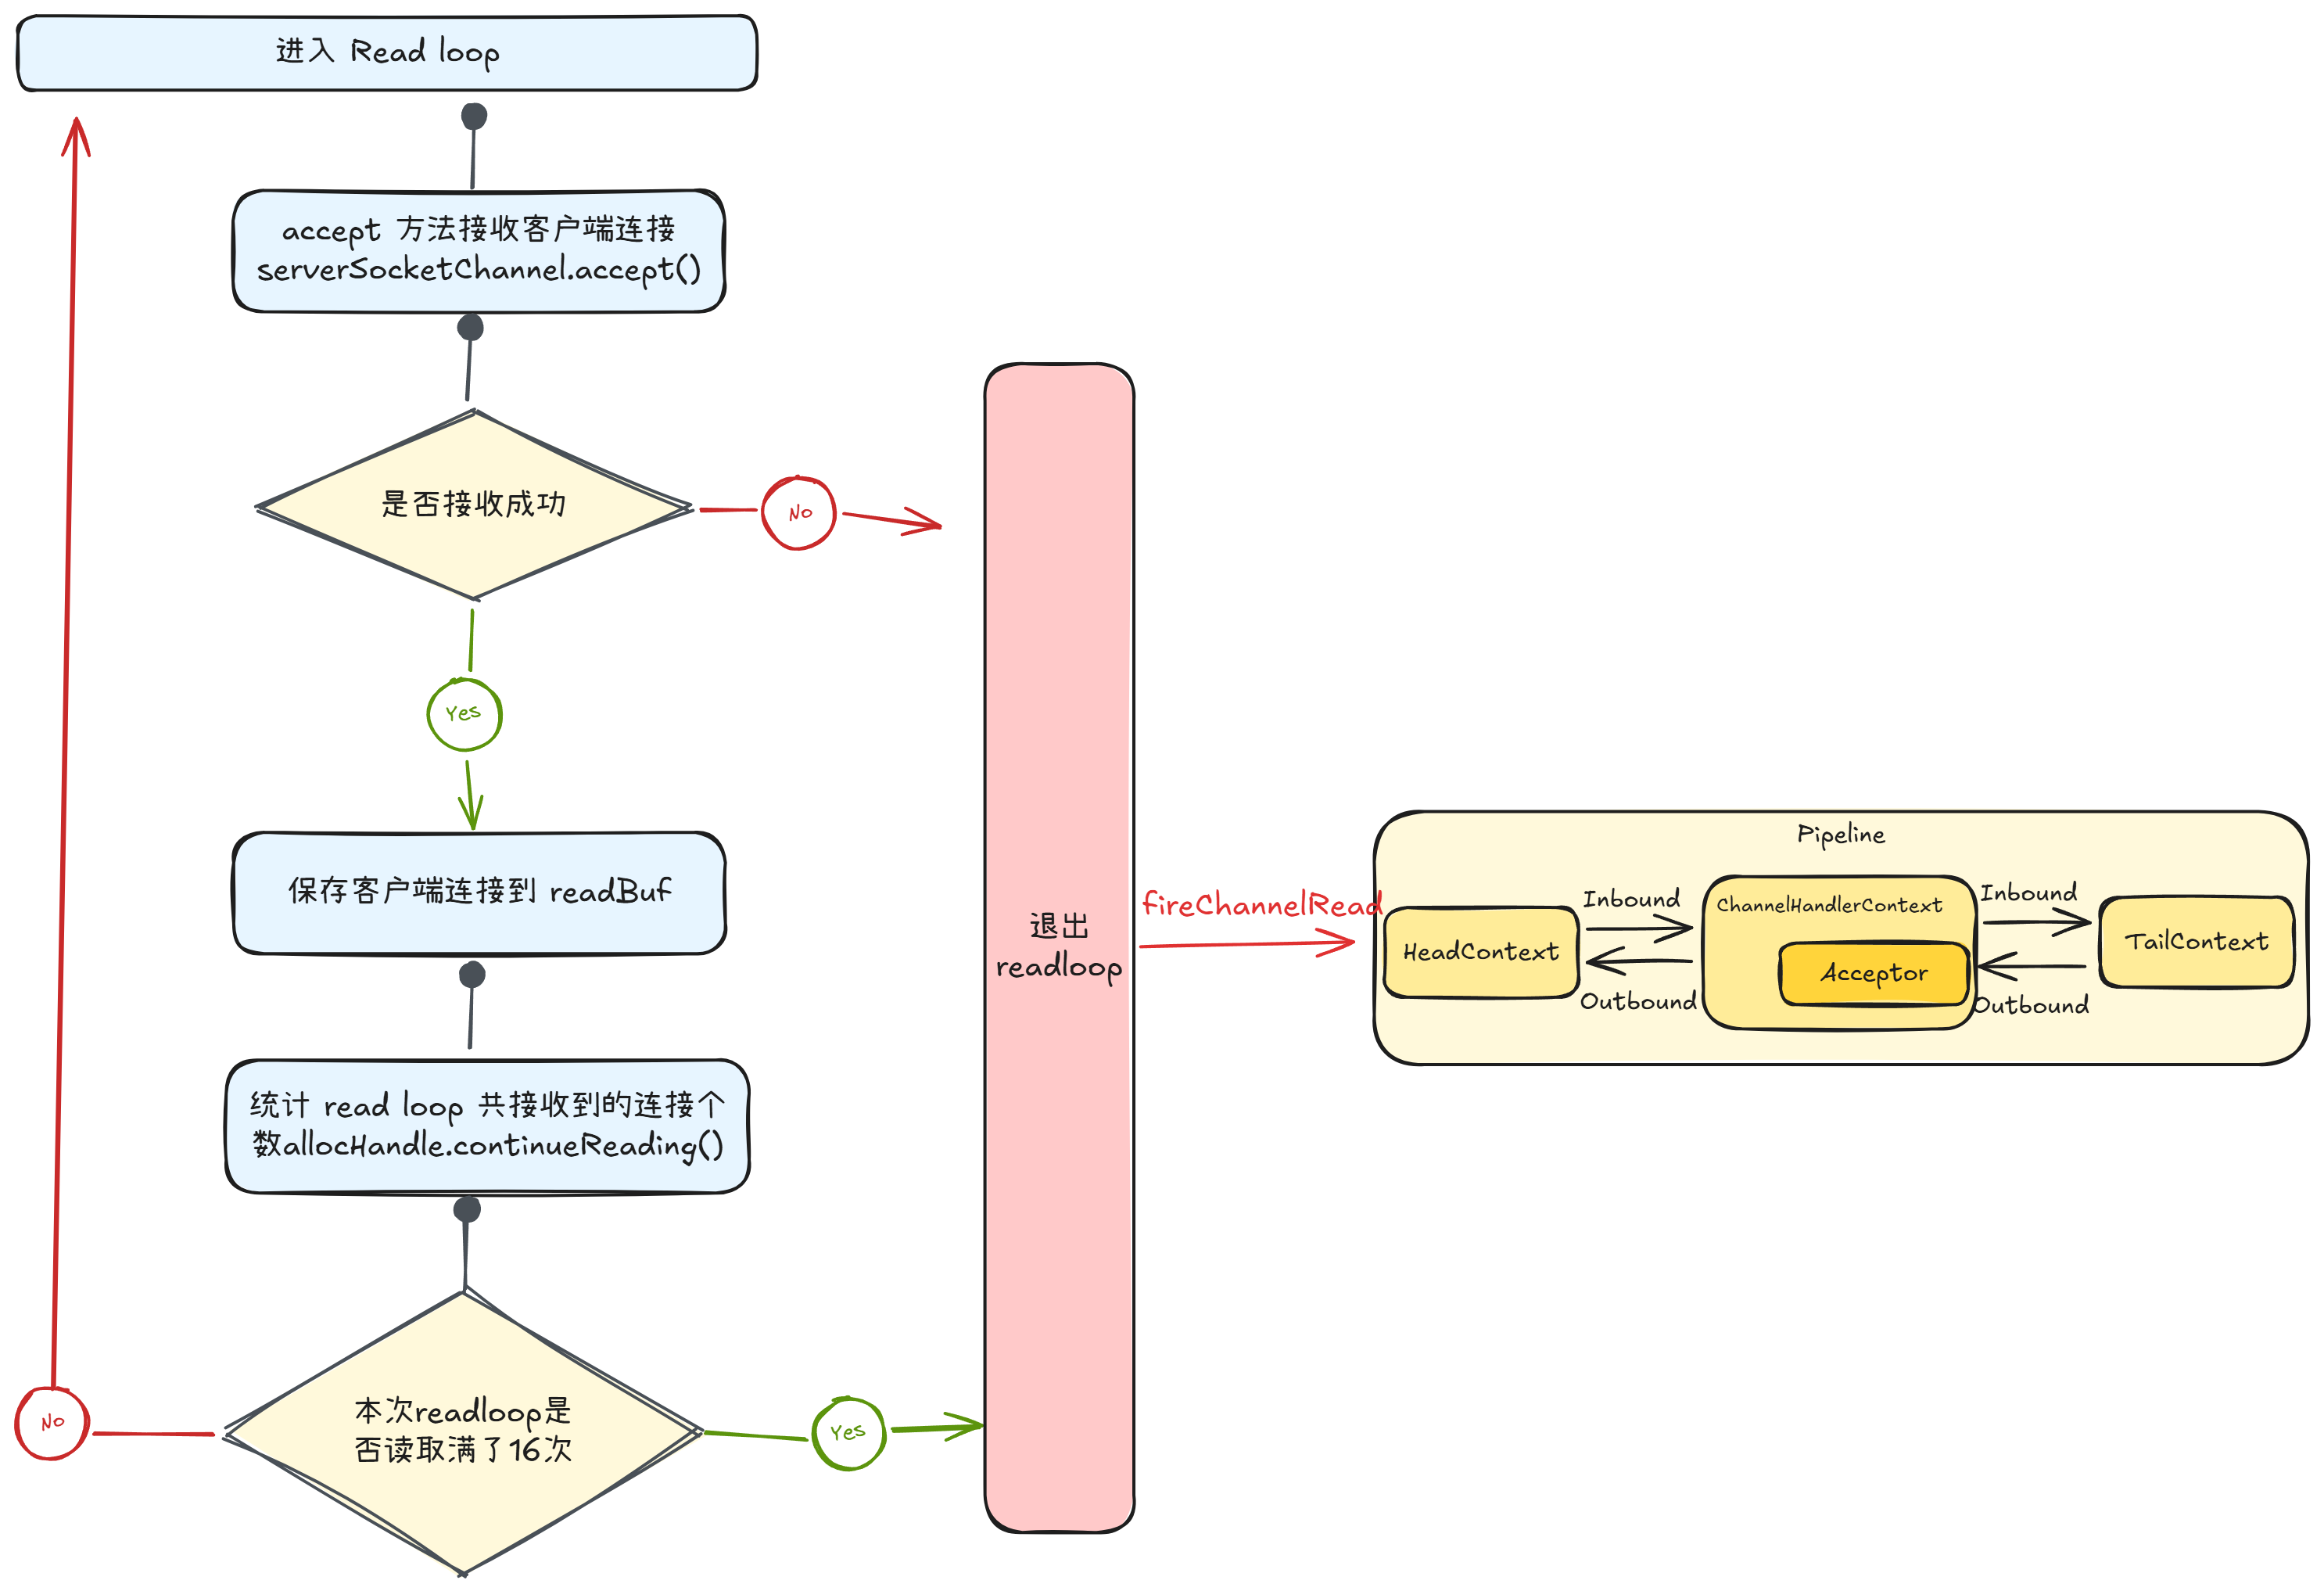 进入 Read loop
accept 方法接收客户端连接
serverSocketChannel.accept()
是否接收成功
No
Yes
保存客户端连接到 readBuf
统计 read loop 共接收到的连接个
数allocHandle.continueReading()
本次readloop是
否读取满了16次
No
Yes
退出
readloop
fireChannelRead
Pipeline
HeadContext
Inbound
Outbound
ChannelHandlerContext
Acceptor
Inbound
Outbound
TailContext